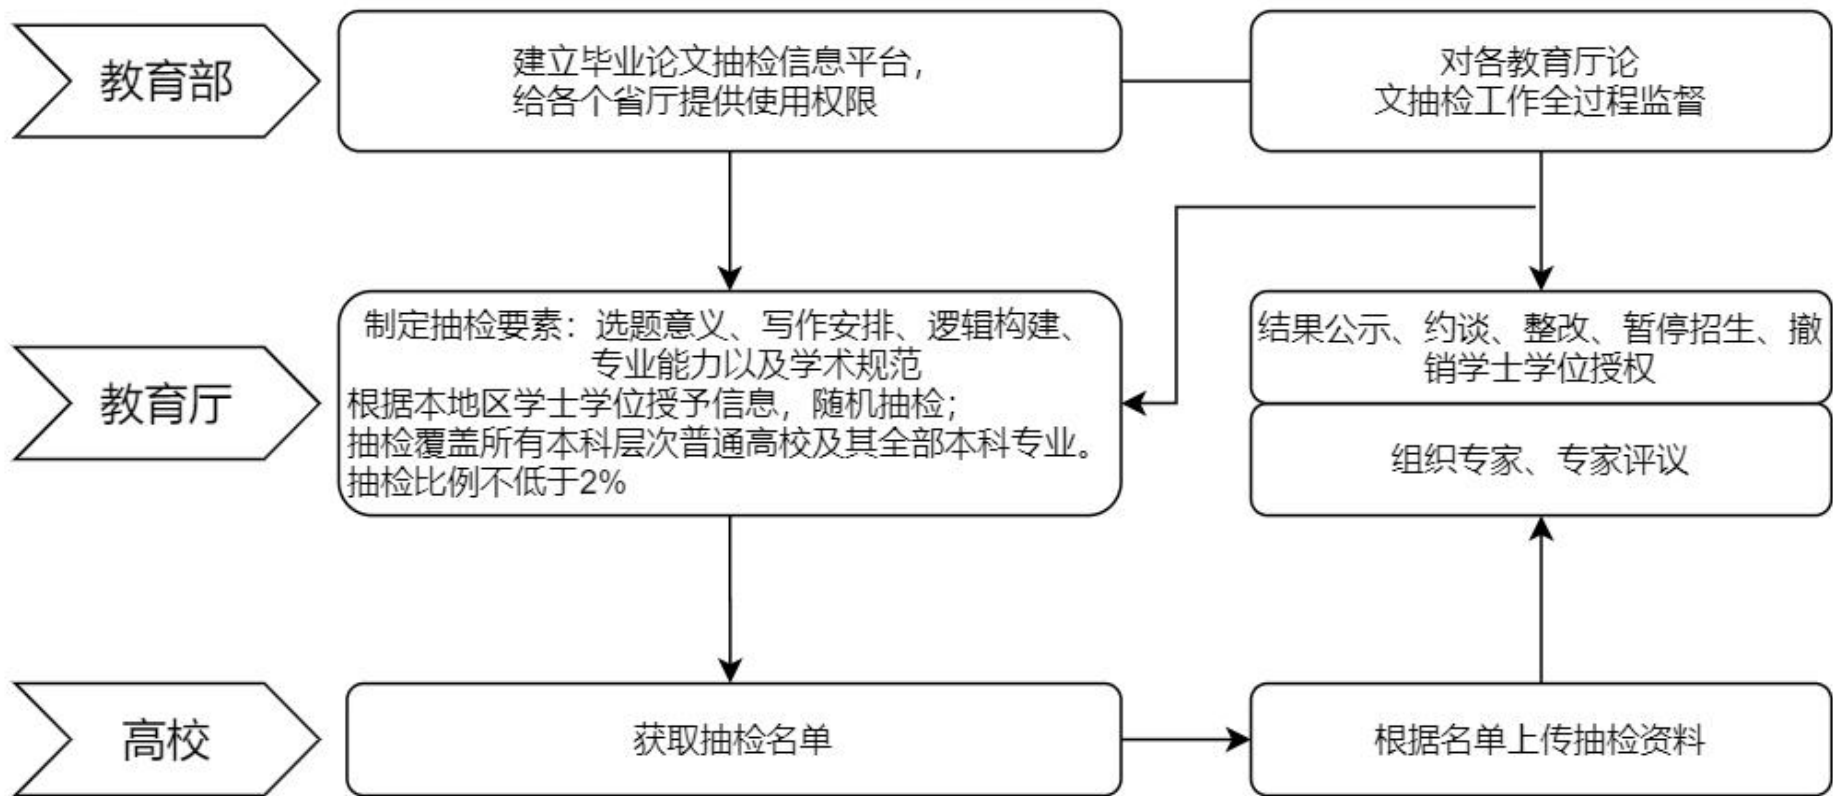 教育部
建立毕业论文抽检信息平台，
给各个省厅提供使用权限
对各教育厅论
文抽检工作全过程监督
教育厅
制定抽检要素：选题意义、写作安排、逻辑构建、
专业能力以及学术规范
根据本地区学士学位授予信息，随机抽检；
抽检覆盖所有本科层次普通高校及其全部本科专业。
抽检比例不低于2%
结果公示、约谈、整改、暂停招生、撤
销学士学位授权
组织专家、专家评议
高校
获取抽检名单
根据名单上传抽检资料